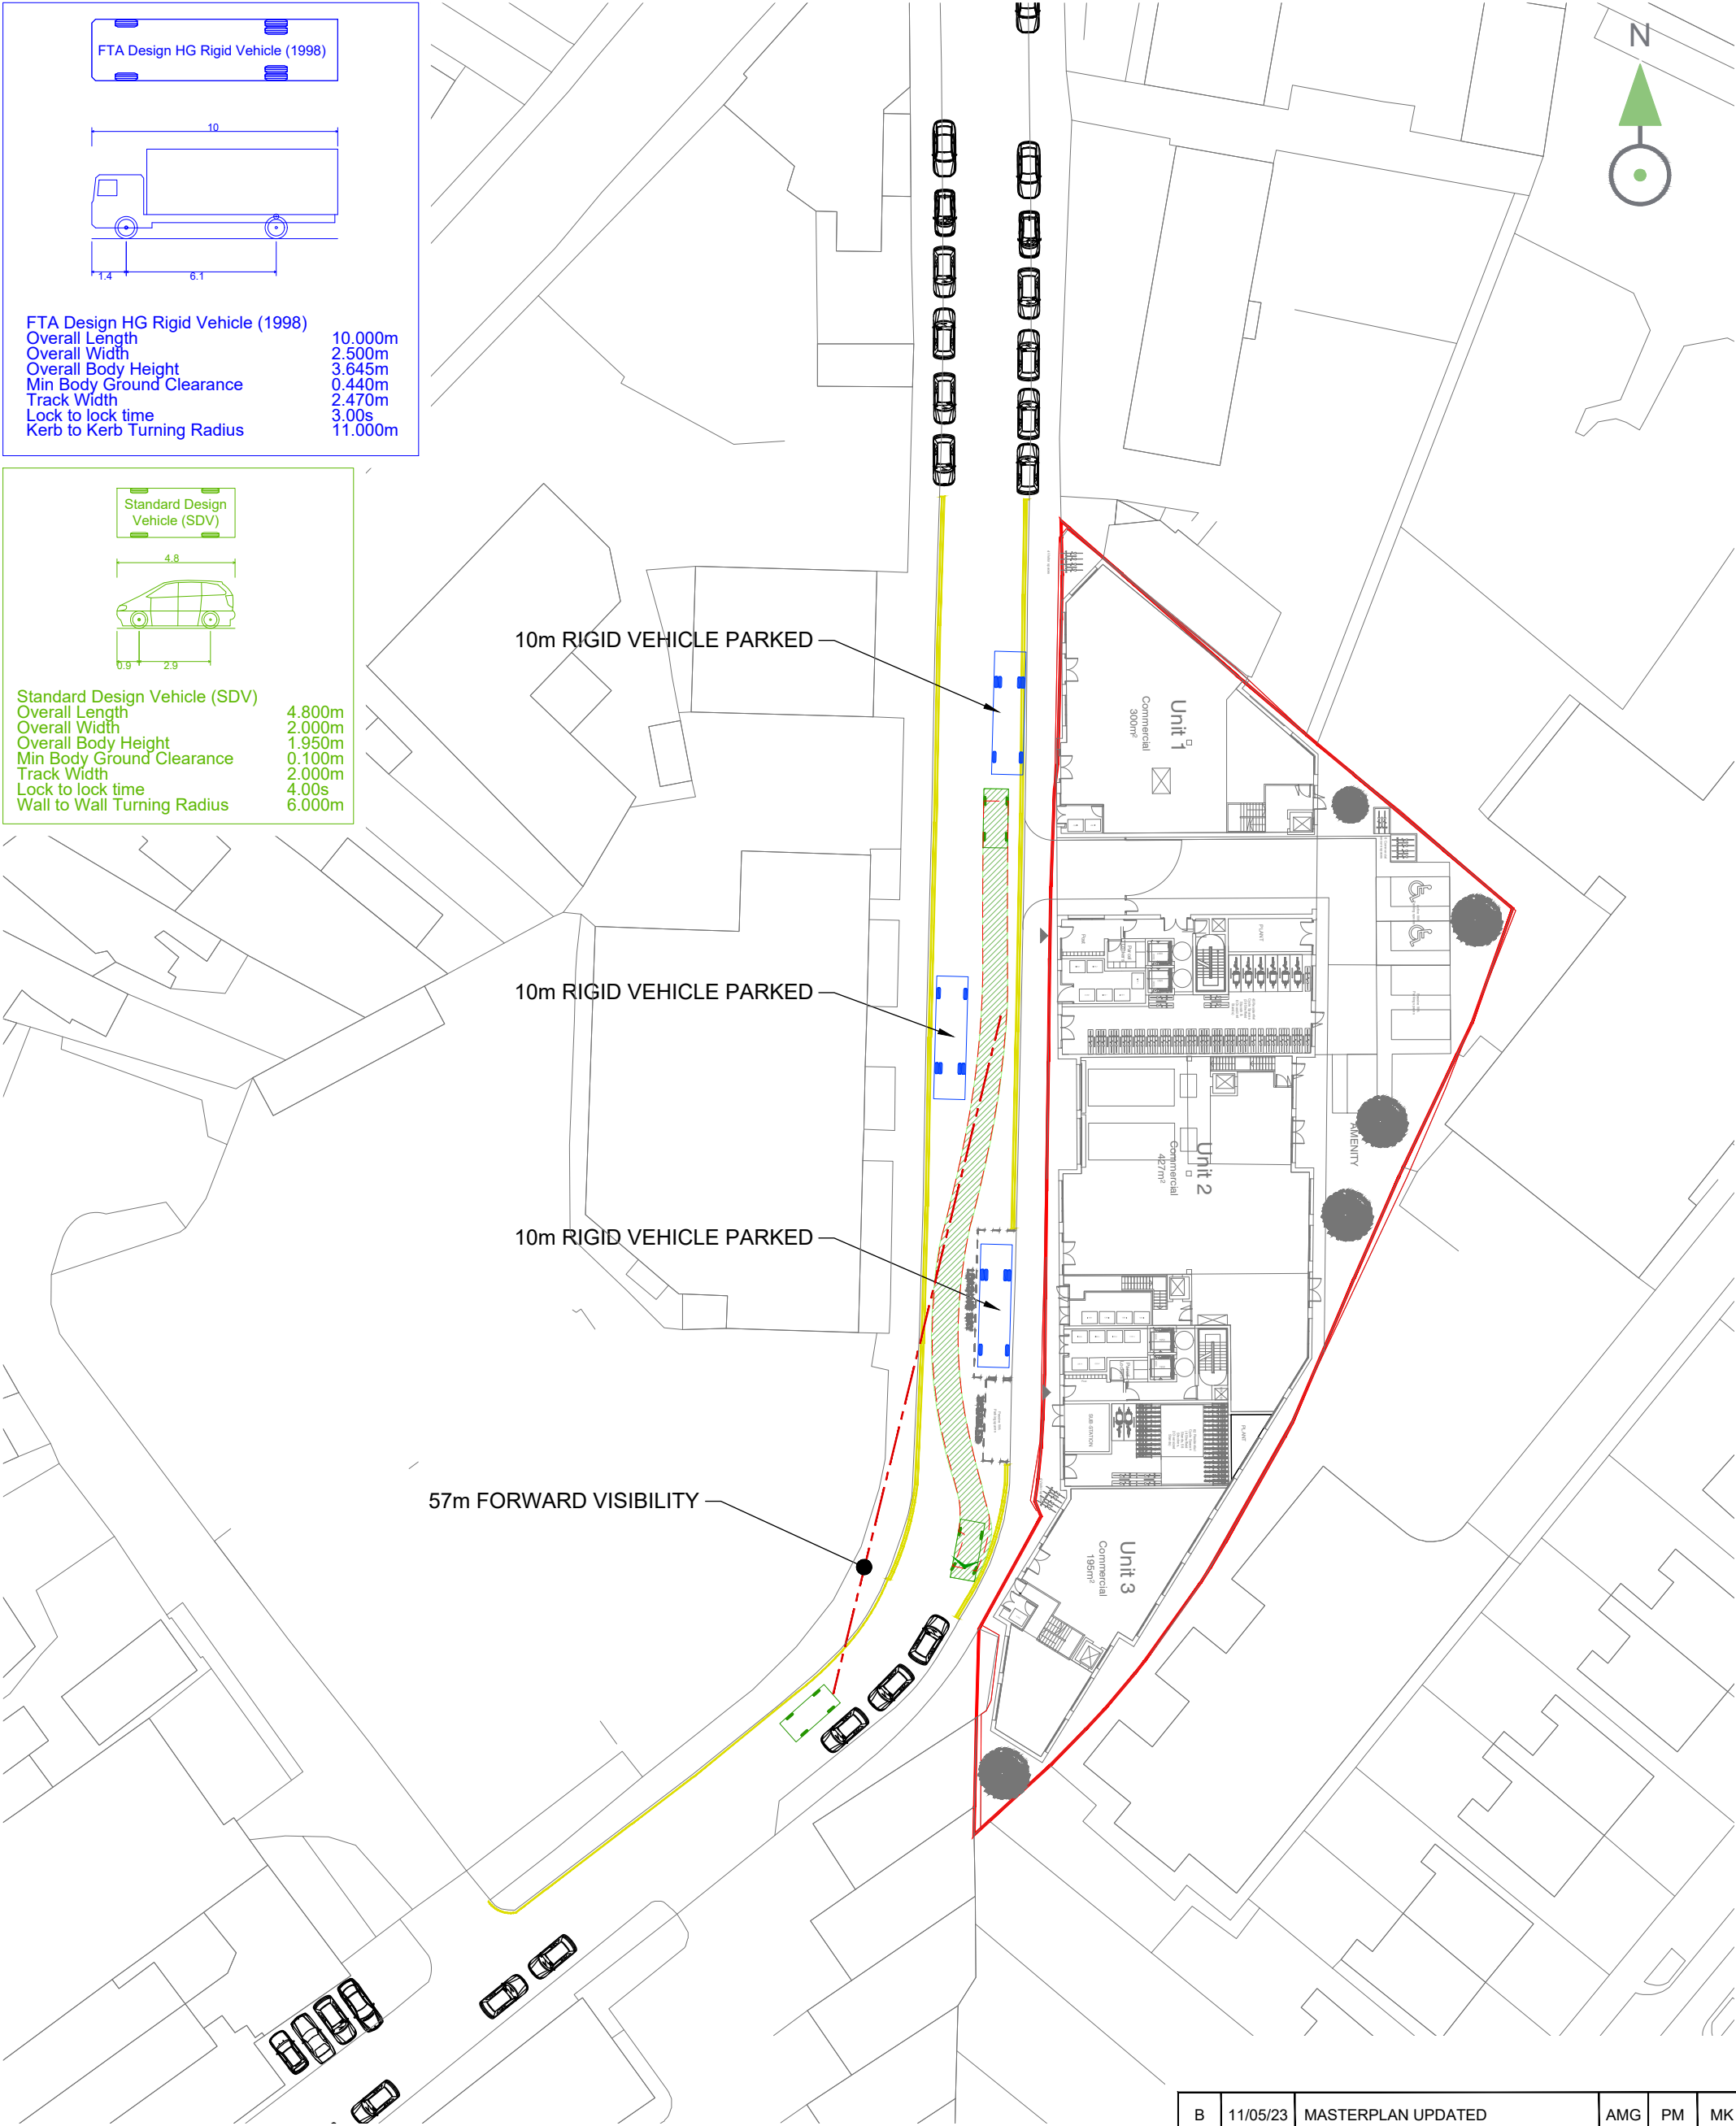 FTA Design HG Rigid Vehicle (1998)
10
1.4
6.1
FTA Design HG Rigid Vehicle (1998)
Overall Length 10.000m
Overall Width 2.500m
Overall Body Height 3.645m
Min Body Ground Clearance 0.440m
Track Width 2.470m
Lock to lock time 3.00s
Kerb to Kerb Turning Radius 11.000m
Standard Design
Vehicle (SDV)
4.8
0.9
2.9
Standard Design Vehicle (SDV)
Overall Length 4.800m
Overall Width 2.000m
Overall Body Height 1.950m
Min Body Ground Clearance 0.100m
Track Width 2.000m
Lock to lock time 4.00s
Wall to Wall Turning Radius 6.000m
N
10m RIGID VEHICLE PARKED
Unit 1
Commercial
300m²
PLANT
10m RIGID VEHICLE PARKED
AMENITY
Unit 2
Commercial
427m²
10m RIGID VEHICLE PARKED
SUB-STATION
PLANT
57m FORWARD VISIBILITY
Unit 3
Commercial
195m²
B 11/05/23 MASTERPLAN UPDATED AMG PM MK